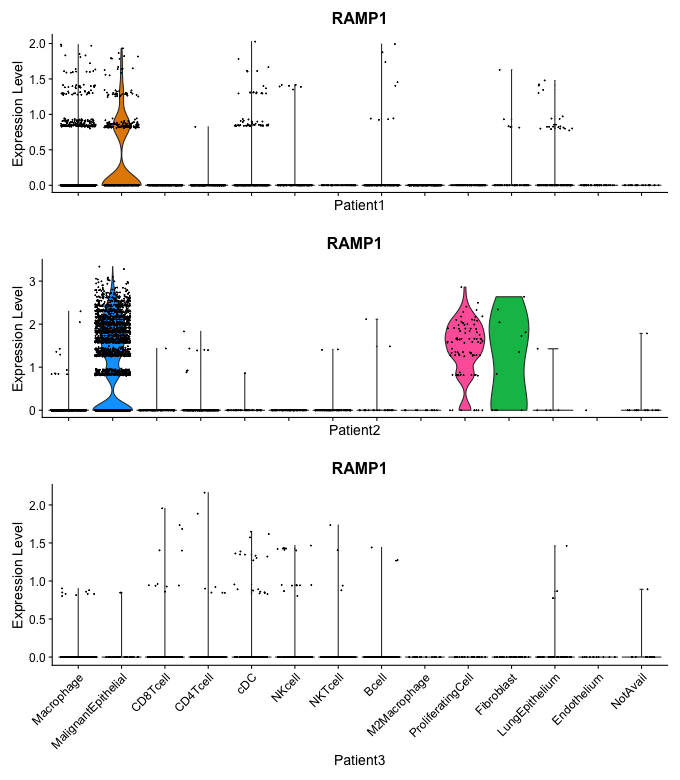 RAMP1
Expression Level
2.0
1.5
1.0
0.5
0.0
Patient1
RAMP1
Expression Level
3
2
1
0
Patient2
RAMP1
Expression Level
2.0
1.5
1.0
0.5
0.0
Macrophage
MalignantEpithelial
CD8Tcell
CD4Tcell
cDC
NKcell
NKTcell
Bcell
M2Macrophage
ProliferatingCell
Fibroblast
LungEpithelium
Endothelium
NotAvail
Patient3